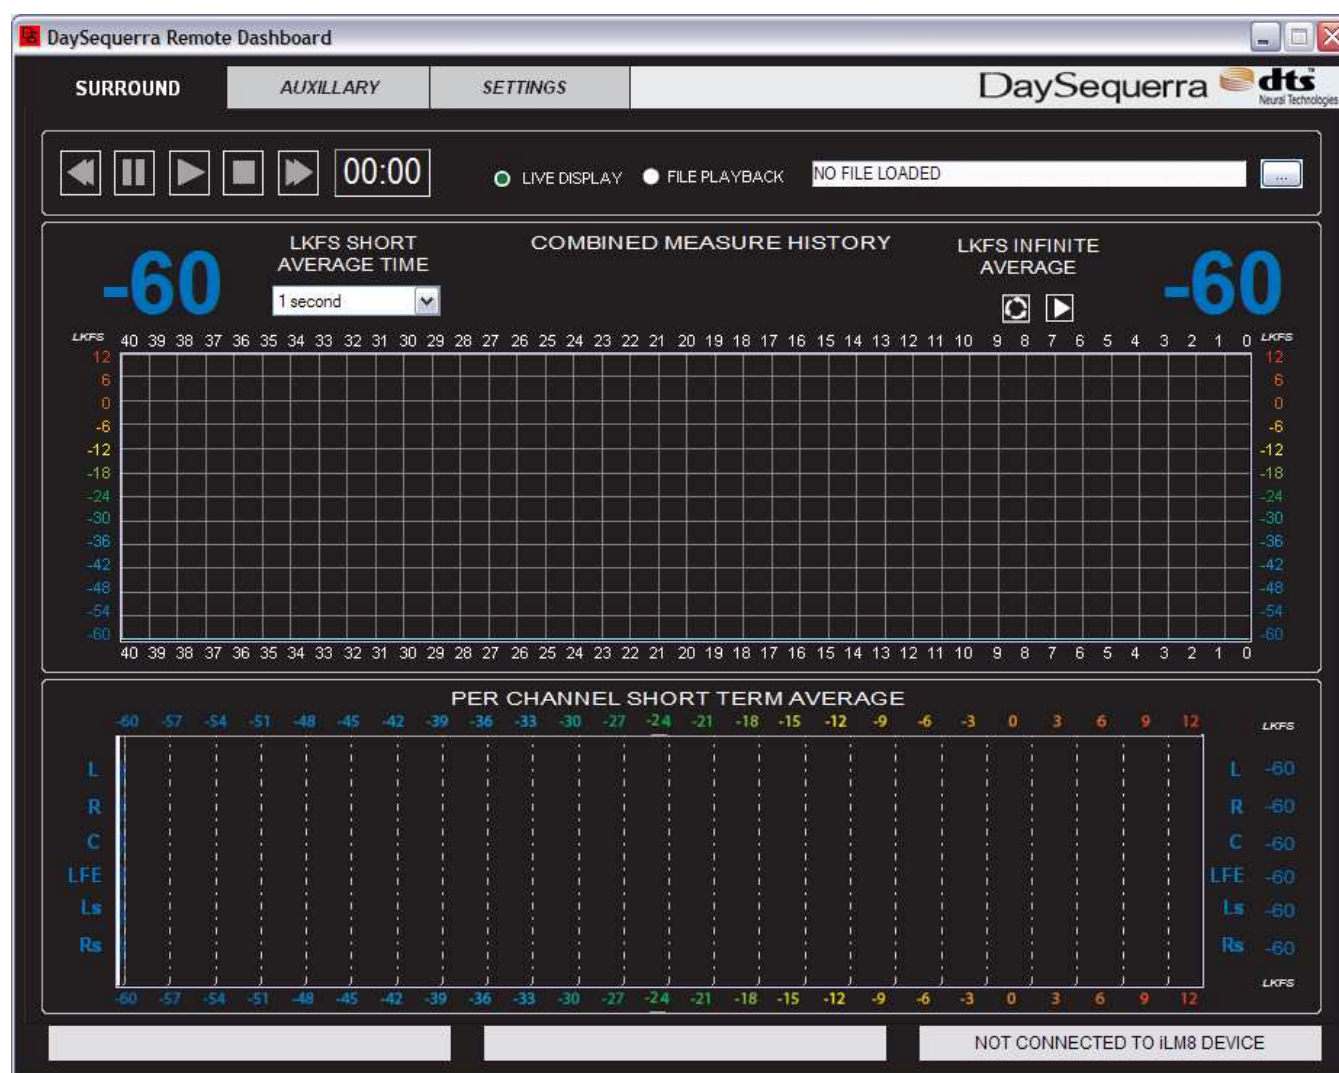 DaySequerra Remote Dashboard
SURROUND AUXILLARY SETTINGS DaySequerra dts
Neural Technologies
00:00 LIVE DISPLAY FILE PLAYBACK NO FILE LOADED ...
-60 LKFS SHORT AVERAGE TIME COMBINED MEASURE HISTORY LKFS INFINITE AVERAGE -60
1 second
LKFS 40 39 38 37 36 35 34 33 32 31 30 29 28 27 26 25 24 23 22 21 20 19 18 17 16 15 14 13 12 11 10 9 8 7 6 5 4 3 2 1 0 LKFS
12 12
6 6
0 0
-6 -6
-12 -12
-18 -18
-24 -24
-30 -30
-36 -36
-42 -42
-48 -48
-54 -54
-60 -60
40 39 38 37 36 35 34 33 32 31 30 29 28 27 26 25 24 23 22 21 20 19 18 17 16 15 14 13 12 11 10 9 8 7 6 5 4 3 2 1 0
PER CHANNEL SHORT TERM AVERAGE
-60 -57 -54 -51 -48 -45 -42 -39 -36 -33 -30 -27 -24 -21 -18 -15 -12 -9 -6 -3 0 3 6 9 12 LKFS
L L -60
R R -60
C C -60
LFE LFE -60
Ls Ls -60
Rs Rs -60
LKFS
-60 -57 -54 -51 -48 -45 -42 -39 -36 -33 -30 -27 -24 -21 -18 -15 -12 -9 -6 -3 0 3 6 9 12
NOT CONNECTED TO iLM8 DEVICE